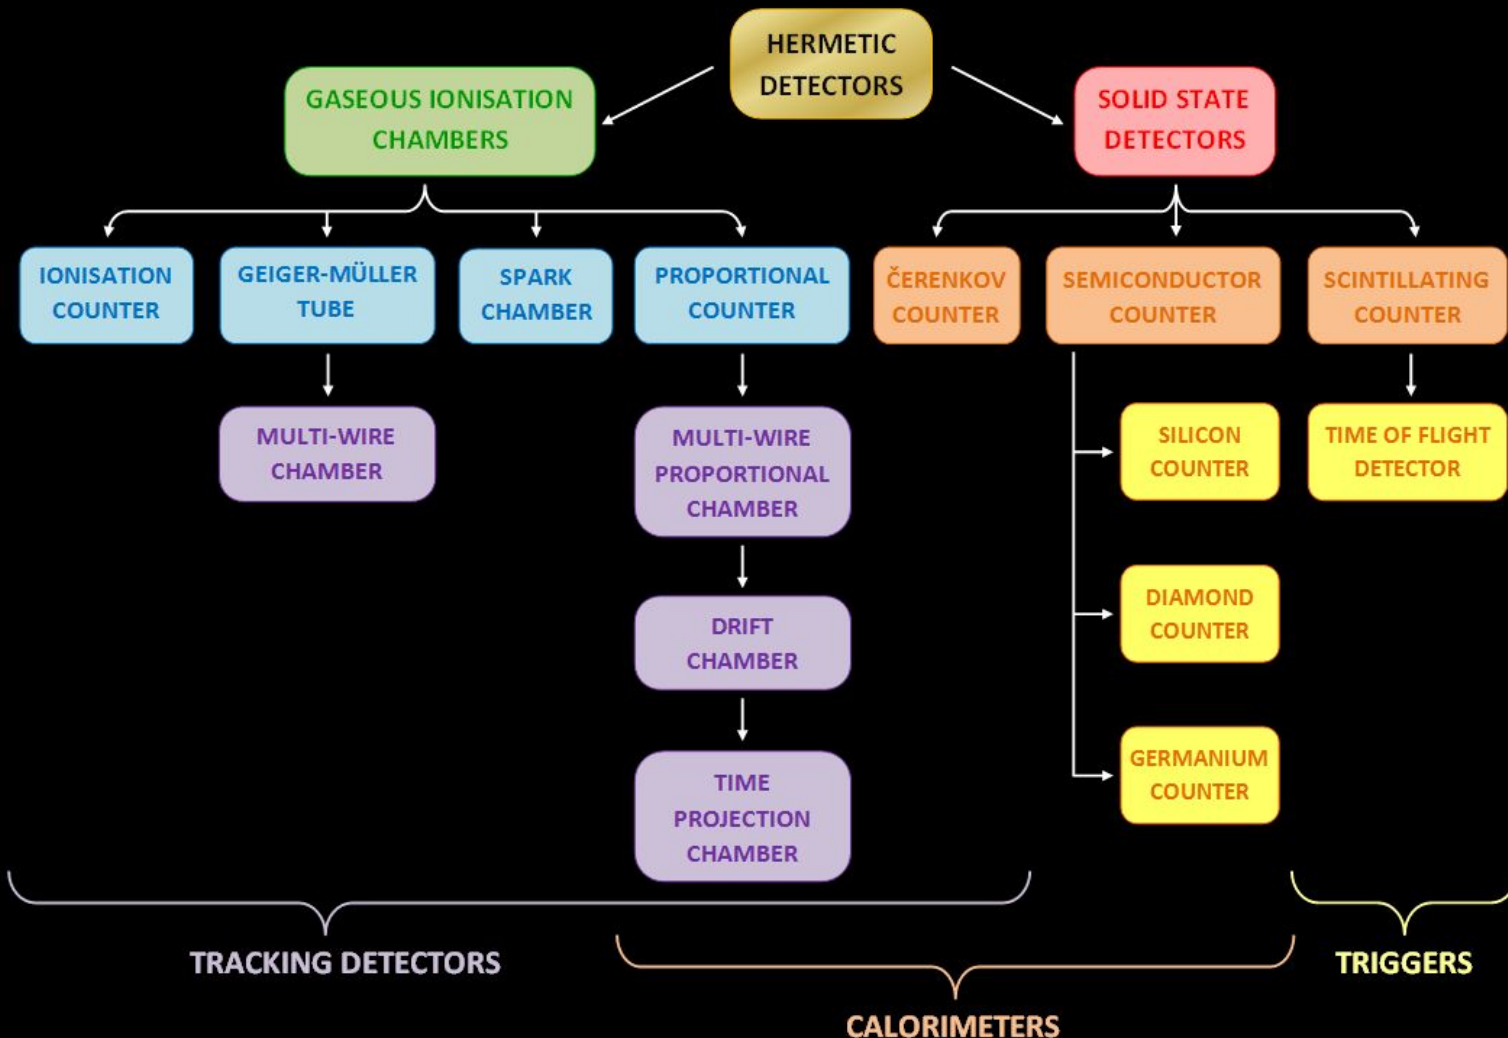 HERMETIC
DETECTORS
GASEOUS IONISATION
CHAMBERS
SOLID STATE
DETECTORS
IONISATION
COUNTER
GEIGER-MÜLLER
TUBE
SPARK
CHAMBER
PROPORTIONAL
COUNTER
ČERENKOV
COUNTER
SEMICONDUCTOR
COUNTER
SCINTILLATING
COUNTER
MULTI-WIRE
CHAMBER
MULTI-WIRE
PROPORTIONAL
CHAMBER
SILICON
COUNTER
TIME OF FLIGHT
DETECTOR
DRIFT
CHAMBER
DIAMOND
COUNTER
TIME
PROJECTION
CHAMBER
GERMANIUM
COUNTER
TRACKING DETECTORS
CALORIMETERS
TRIGGERS